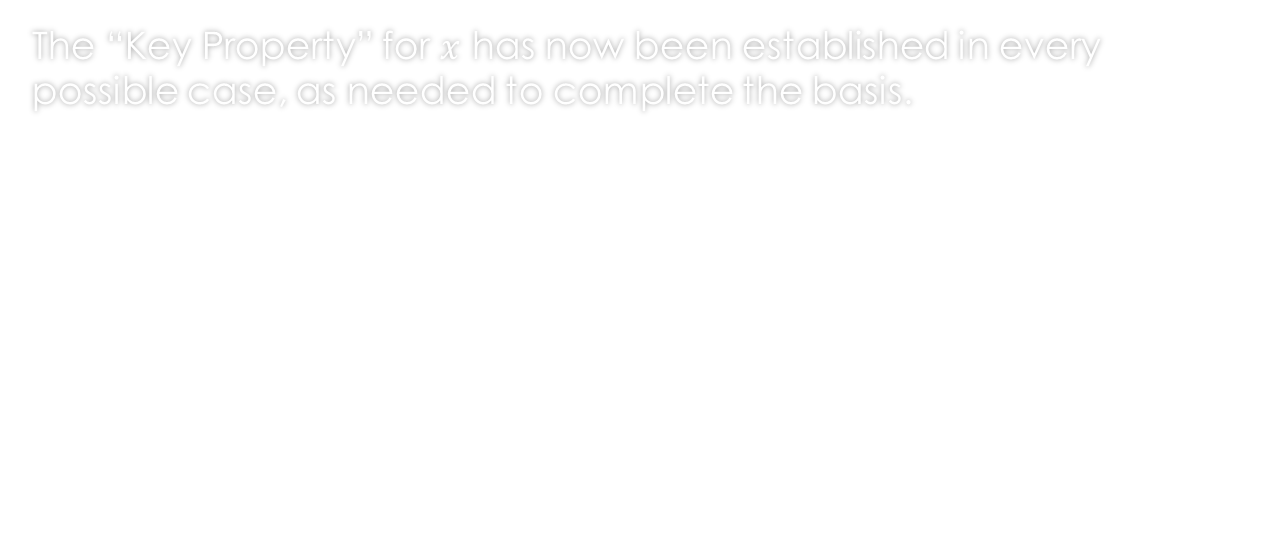 The “Key Property” for 𝑥 has now been established in every
possible case, as needed to complete the basis.